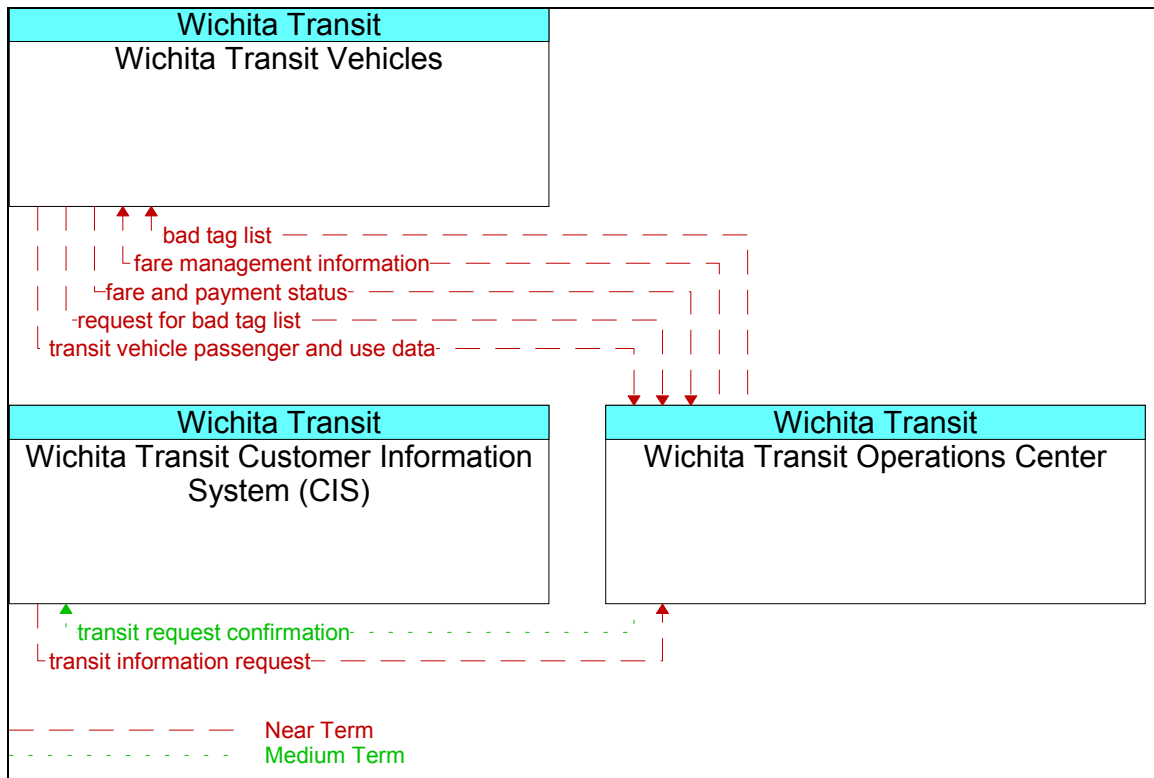 Wichita Transit
Wichita Transit Vehicles
bad tag list
fare management information
fare and payment status
request for bad tag list
transit vehicle passenger and use data
Wichita Transit
Wichita Transit Customer Information
System (CIS)
Wichita Transit
Wichita Transit Operations Center
transit request confirmation
transit information request
Near Term
Medium Term